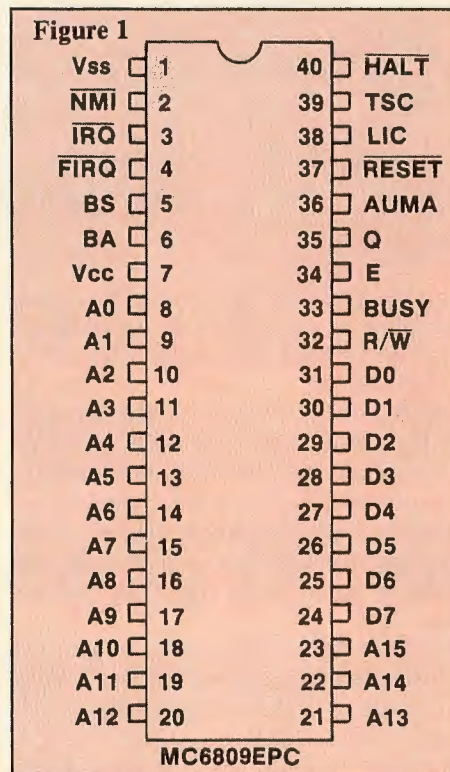 Figure 1
Vss 1 40 HALT
NMI 2 39 TSC
IRQ 3 38 LIC
FIRQ 4 37 RESET
BS 5 36 AUMA
BA 6 35 Q
Vcc 7 34 E
A0 8 33 BUSY
A1 9 32 R/W
A2 10 31 D0
A3 11 30 D1
A4 12 29 D2
A5 13 28 D3
A6 14 27 D4
A7 15 26 D5
A8 16 25 D6
A9 17 24 D7
A10 18 23 A15
A11 19 22 A14
A12 20 21 A13
MC6809EPC